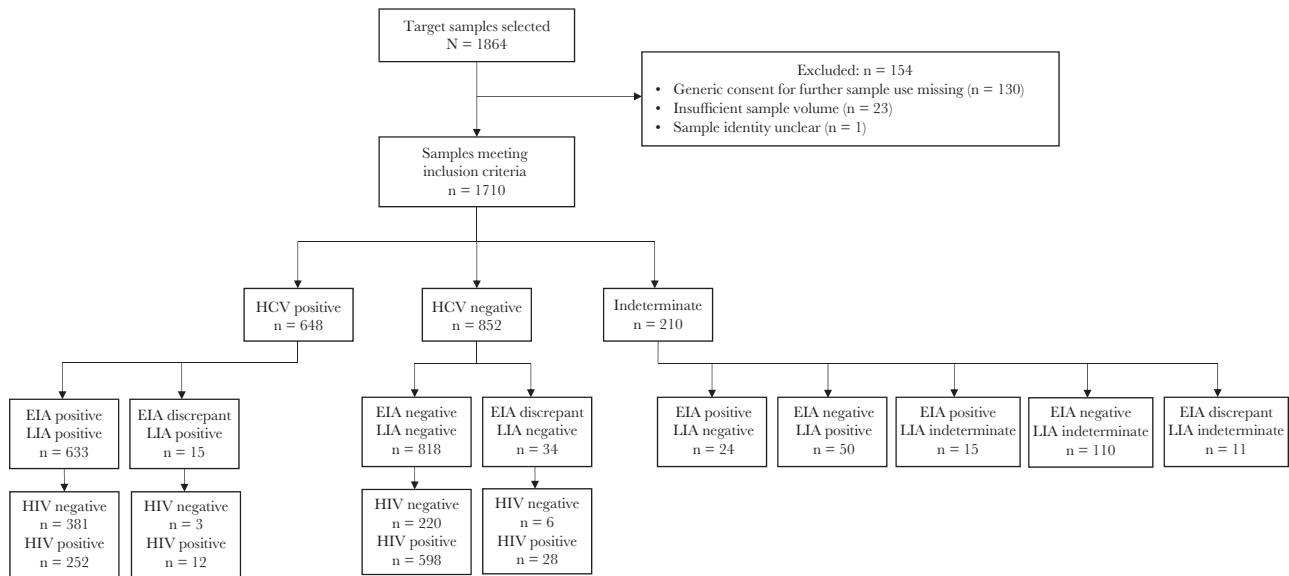 Target samples selected
N = 1864
Excluded: n = 154
• Generic consent for further sample use missing (n = 130)
• Insufficient sample volume (n = 23)
• Sample identity unclear (n = 1)
Samples meeting
inclusion criteria
n = 1710
HCV positive
n = 648
HCV negative
n = 852
Indeterminate
n = 210
EIA positive
LIA positive
n = 633
EIA discrepant
LIA positive
n = 15
EIA negative
LIA negative
n = 818
EIA discrepant
LIA negative
n = 34
EIA positive
LIA negative
n = 24
EIA negative
LIA positive
n = 50
EIA positive
LIA indeterminate
n = 15
EIA negative
LIA indeterminate
n = 110
EIA discrepant
LIA indeterminate
n = 11
HIV negative
n = 381
HIV positive
n = 252
HIV negative
n = 3
HIV positive
n = 12
HIV negative
n = 220
HIV positive
n = 598
HIV negative
n = 6
HIV positive
n = 28